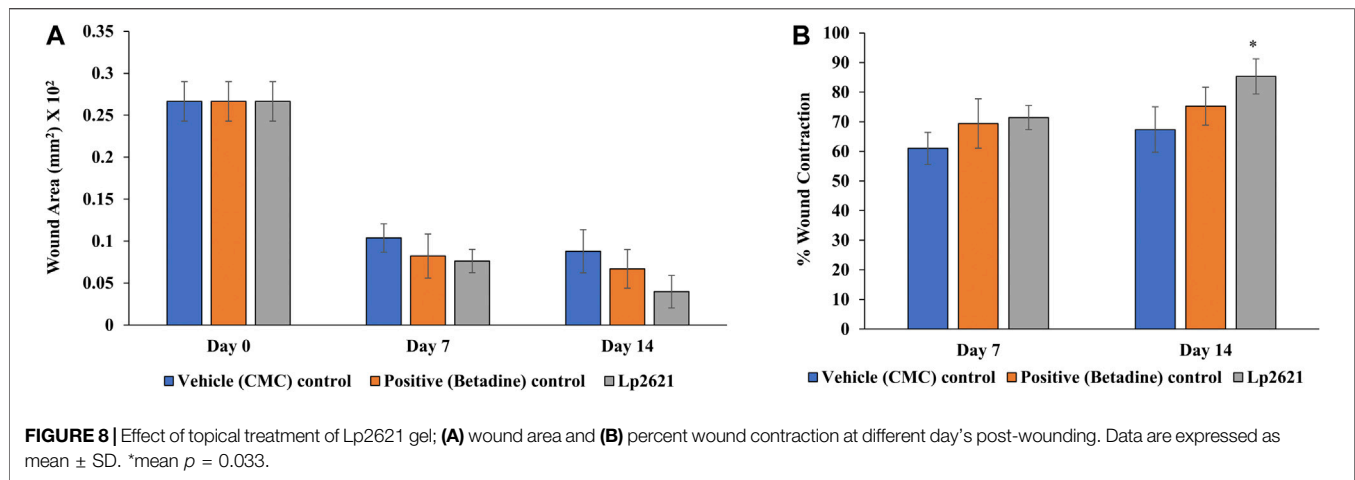 A
0.35
0.3
0.25
0.2
0.15
0.1
0.05
0
Wound Area (mm²) X 10²
Day 0 Day 7 Day 14
Vehicle (CMC) control Positive (Betadine) control Lp2621
B
100
90
80
70
60
50
40
30
20
10
0
% Wound Contraction
*
Day 7 Day 14
Vehicle (CMC) control Positive (Betadine) control Lp2621
FIGURE 8 | Effect of topical treatment of Lp2621 gel; (A) wound area and (B) percent wound contraction at different day's post-wounding. Data are expressed as
mean ± SD. *mean p = 0.033.